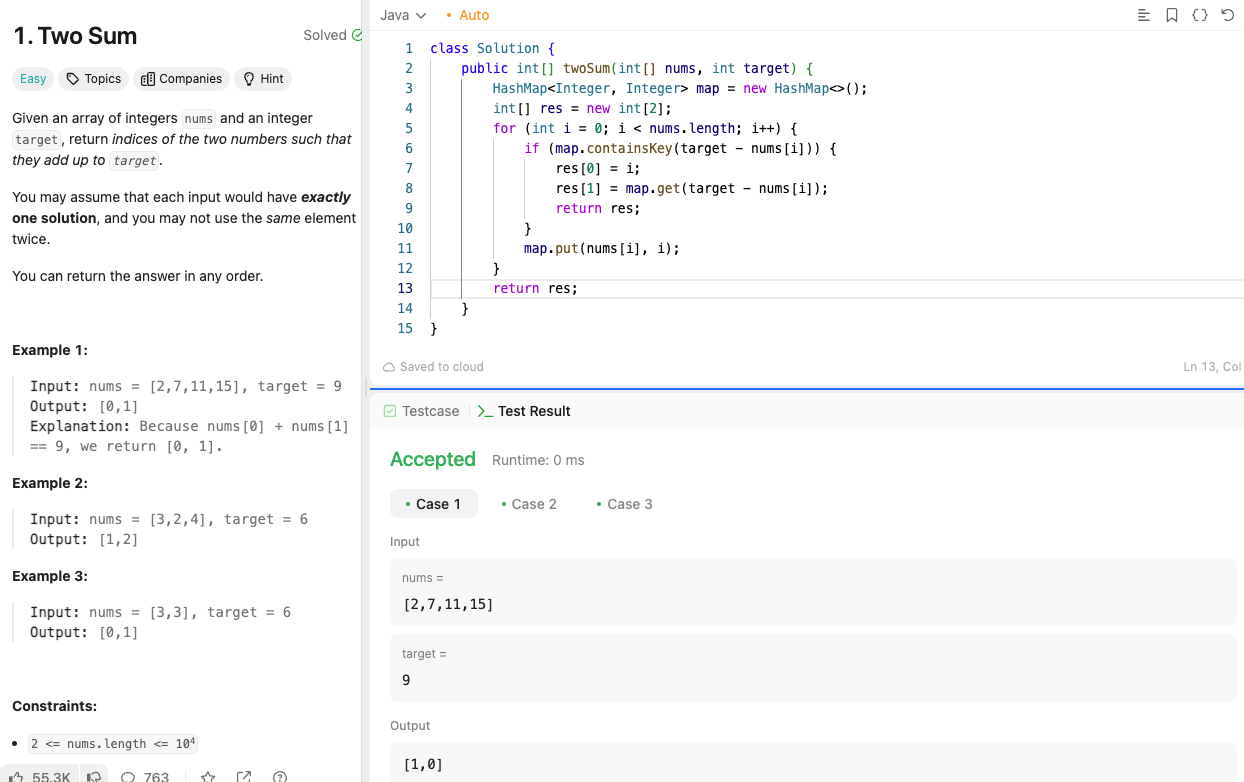 1. Two Sum
Solved
Easy
Topics
Companies
Hint
Given an array of integers nums and an integer
target, return indices of the two numbers such that
they add up to target.
You may assume that each input would have exactly
one solution, and you may not use the same element
twice.
You can return the answer in any order.
Example 1:
Input: nums = [2,7,11,15], target = 9
Output: [0,1]
Explanation: Because nums[0] + nums[1]
== 9, we return [0, 1].
Example 2:
Input: nums = [3,2,4], target = 6
Output: [1,2]
Example 3:
Input: nums = [3,3], target = 6
Output: [0,1]
Constraints:
• 2 <= nums.length <= 10⁴
55.3K
763
Java
• Auto
1 class Solution {
2 public int[] twoSum(int[] nums, int target) {
3 HashMap<Integer, Integer> map = new HashMap<>();
4 int[] res = new int[2];
5 for (int i = 0; i < nums.length; i++) {
6 if (map.containsKey(target - nums[i])) {
7 res[0] = i;
8 res[1] = map.get(target - nums[i]);
9 return res;
10 }
11 map.put(nums[i], i);
12 }
13 return res;
14 }
15 }
Saved to cloud
Ln 13, Col
Testcase
Test Result
Accepted
Runtime: 0 ms
• Case 1
• Case 2
• Case 3
Input
nums =
[2,7,11,15]
target =
9
Output
[1,0]